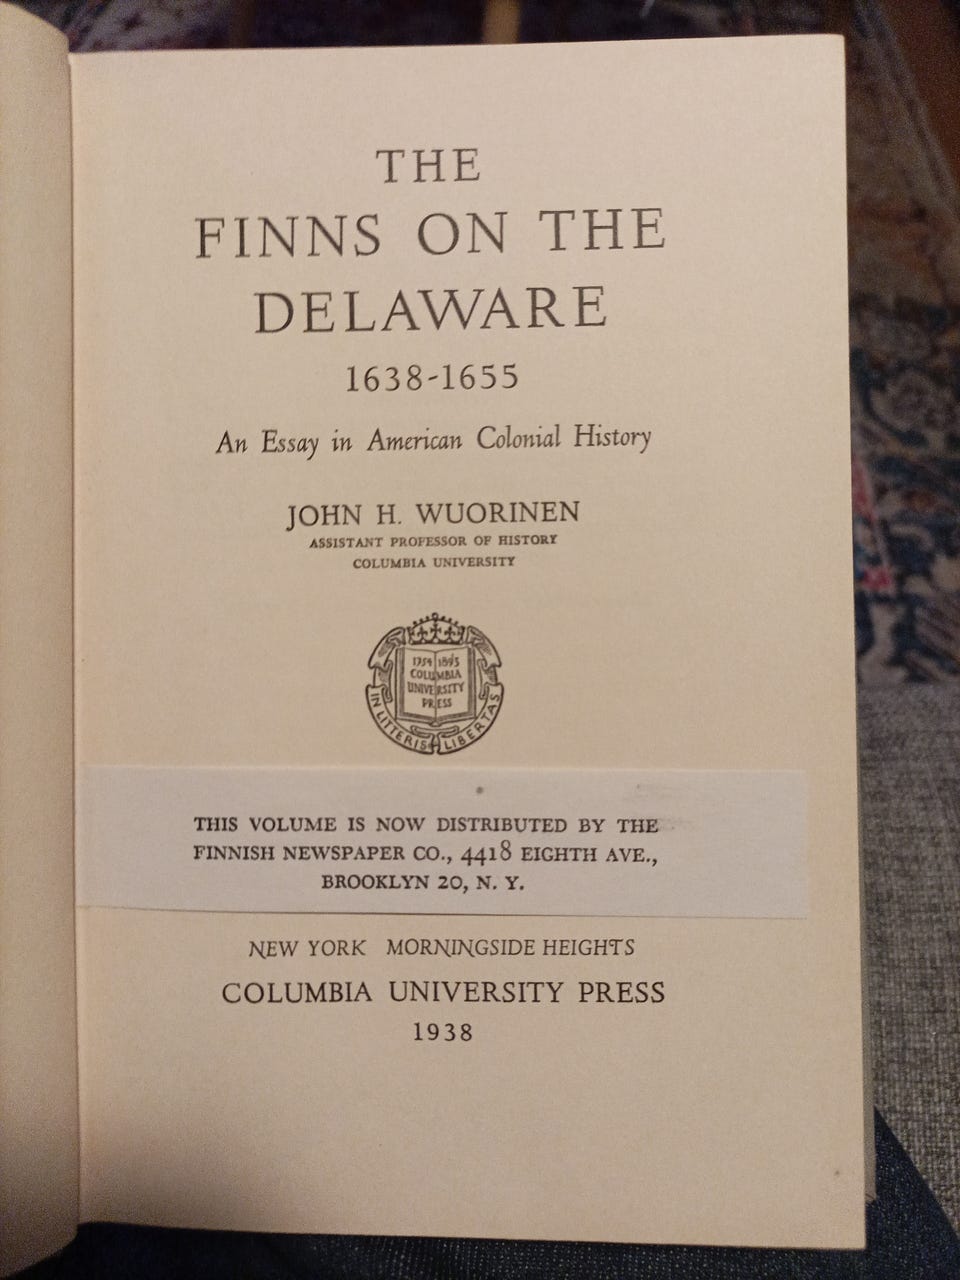 THE
FINNS ON THE
DELAWARE
1638-1655
An Essay in American Colonial History
JOHN H. WUORINEN
ASSISTANT PROFESSOR OF HISTORY
COLUMBIA UNIVERSITY
1754 1893
COLUMBIA
UNIVERSITY
PRESS
IN LITTERIS LIBERTAS
THIS VOLUME IS NOW DISTRIBUTED BY THE
FINNISH NEWSPAPER CO., 4418 EIGHTH AVE.,
BROOKLYN 20, N. Y.
NEW YORK MORNINGSIDE HEIGHTS
COLUMBIA UNIVERSITY PRESS
1938